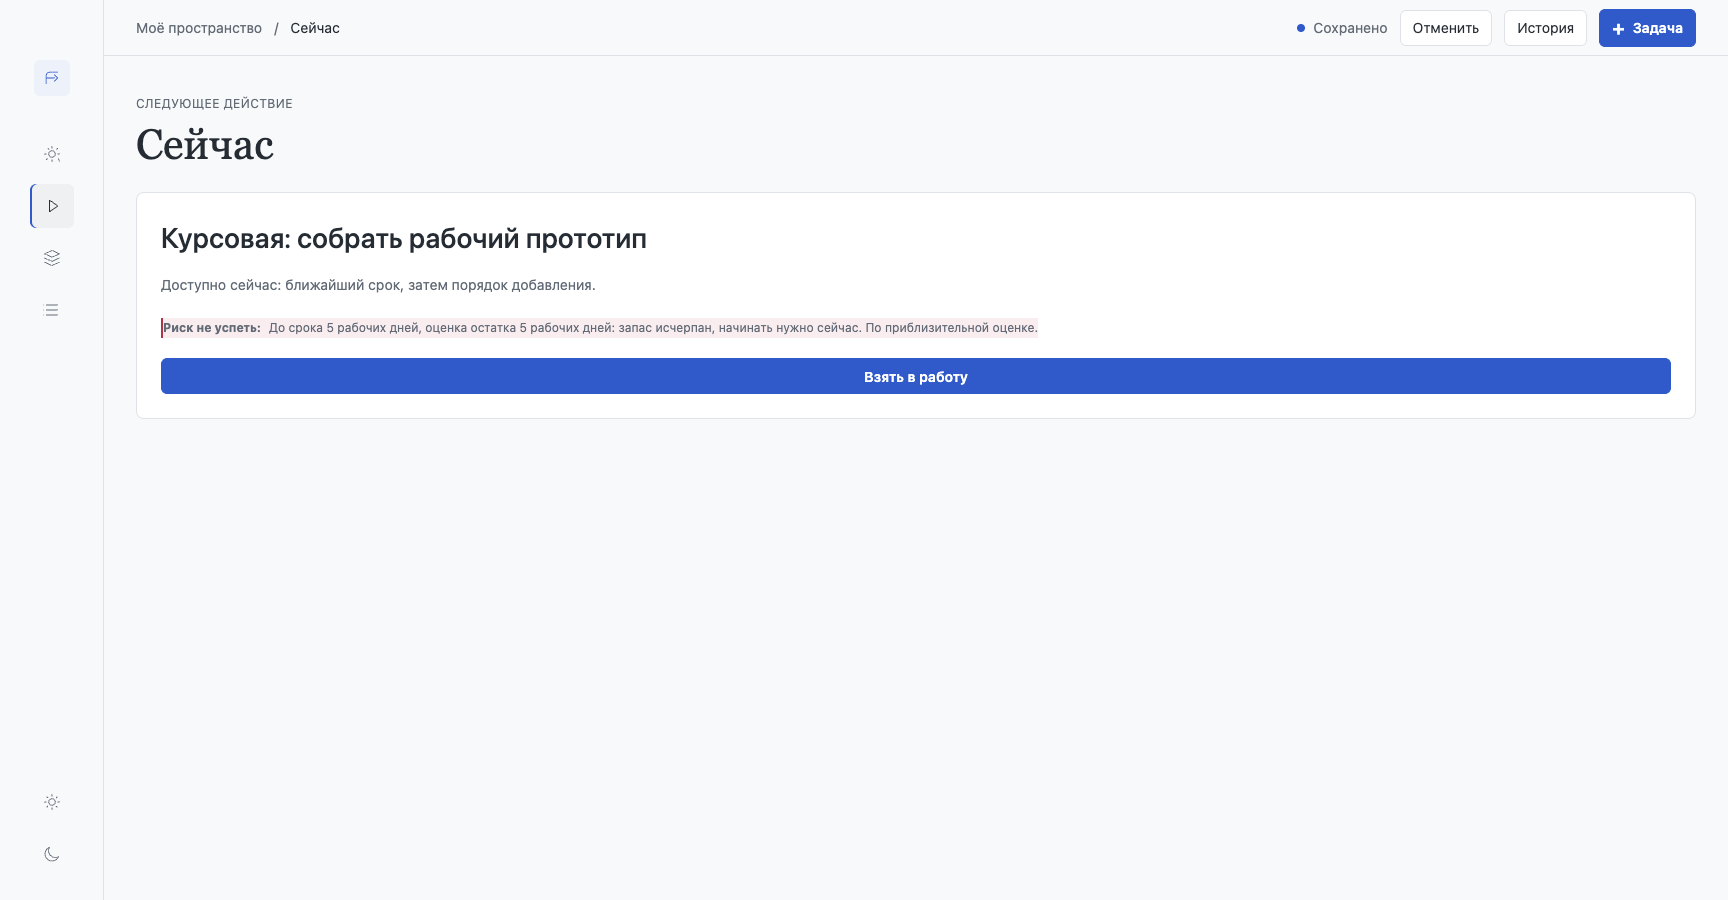 Моё пространство / Сейчас
Сохранено
Отменить
История
+ Задача
СЛЕДУЮЩЕЕ ДЕЙСТВИЕ
Сейчас
Курсовая: собрать рабочий прототип
Доступно сейчас: ближайший срок, затем порядок добавления.
Риск не успеть: До срока 5 рабочих дней, оценка остатка 5 рабочих дней: запас исчерпан, начинать нужно сейчас. По приблизительной оценке.
Взять в работу